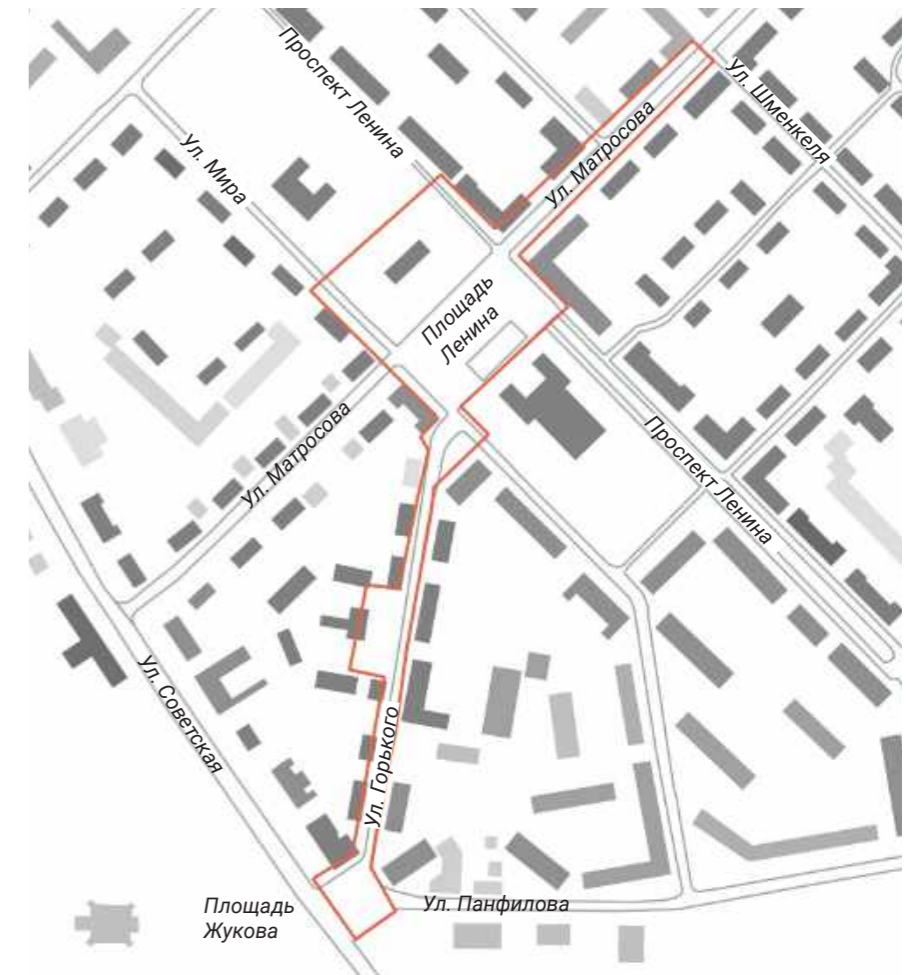 Проспект Ленина
Ул. Шменкеля
Ул. Матросова
Ул. Мира
Площадь
Ленина
Ул. Матросова
Проспект Ленина
Ул. Советская
Ул. Горького
Площадь
Жукова
Ул. Панфилова